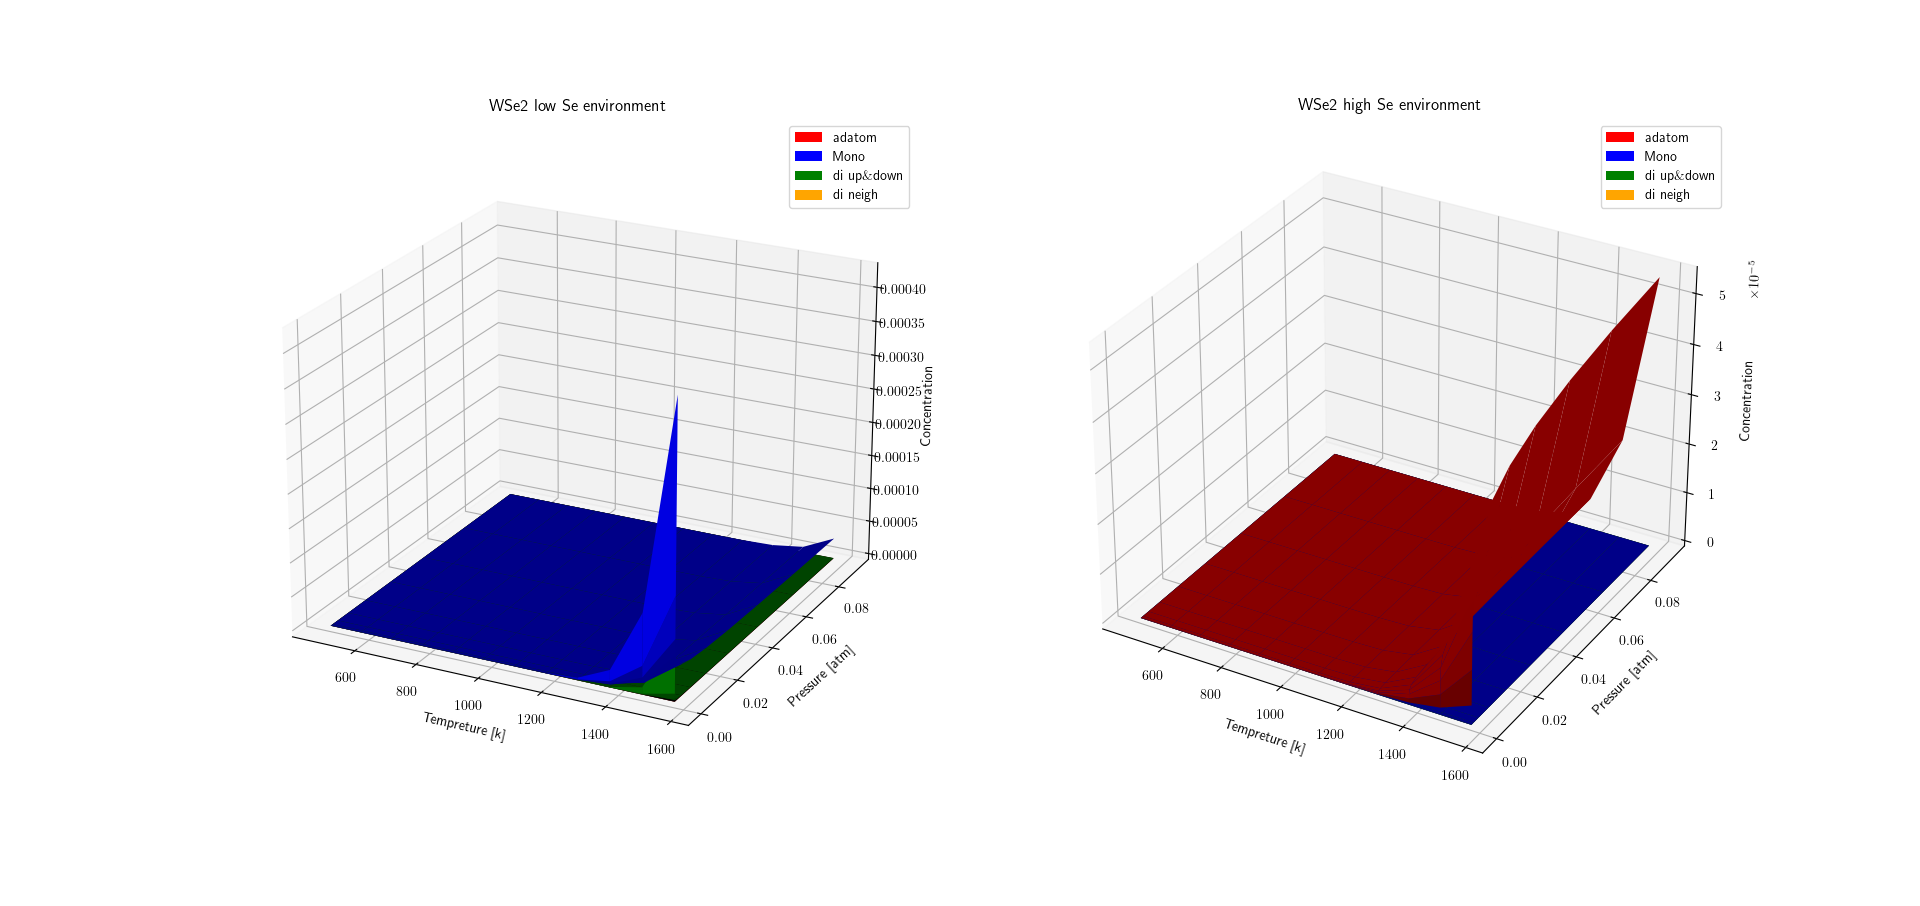 WSe2 low Se environment
adatom
Mono
di up&down
di neigh
0.00040
0.00035
0.00030
0.00025
0.00020
0.00015
0.00010
0.00005
0.00000
Concentration
600
800
1000
1200
1400
1600
Tempreture [k]
0.00
0.02
0.04
0.06
0.08
Pressure [atm]
WSe2 high Se environment
adatom
Mono
di up&down
di neigh
×10⁻⁵
5
4
3
2
1
0
Concentration
600
800
1000
1200
1400
1600
Tempreture [k]
0.00
0.02
0.04
0.06
0.08
Pressure [atm]